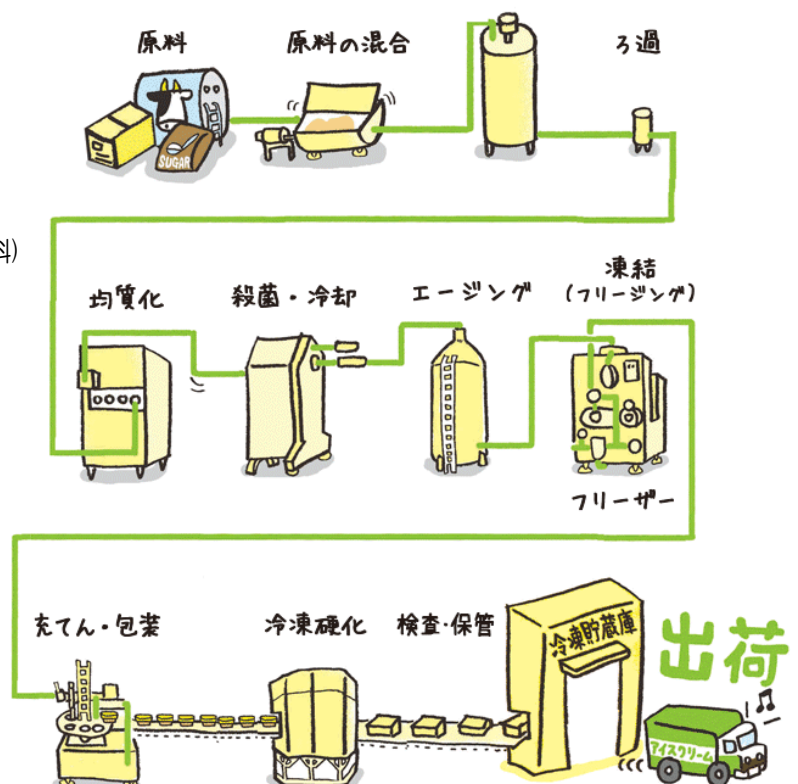 原料
原料の混合
ろ過
SUGAR
料)
均質化
殺菌・冷却
エージング
凍結
(フリージング)
フリーザー
充てん・包装
冷凍硬化
検査・保管
冷凍貯蔵庫
出荷
アイスクリーム